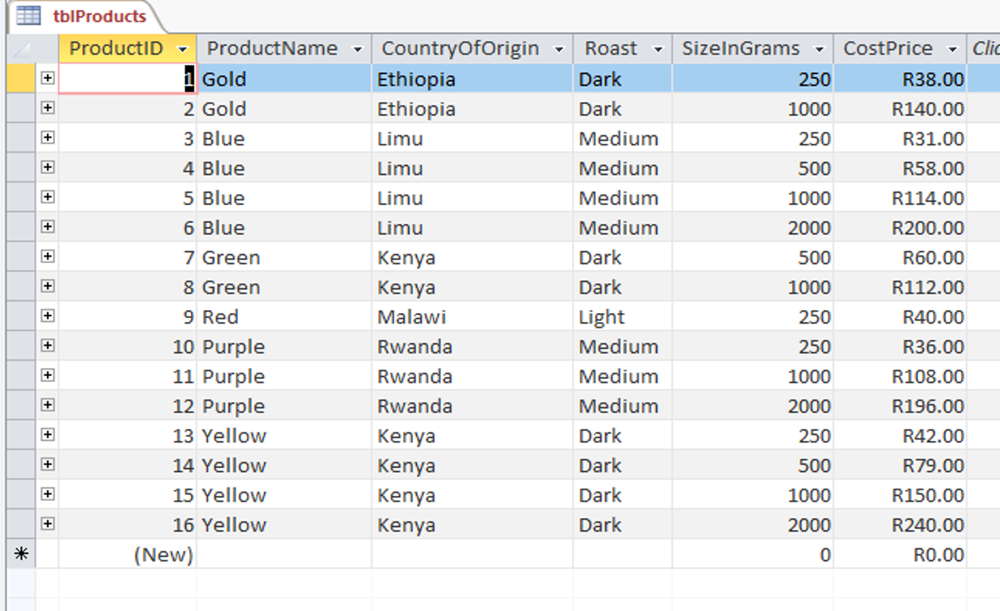 tblProducts
ProductID ProductName CountryOfOrigin Roast SizeInGrams CostPrice Clic
1 Gold Ethiopia Dark 250 R38.00
2 Gold Ethiopia Dark 1000 R140.00
3 Blue Limu Medium 250 R31.00
4 Blue Limu Medium 500 R58.00
5 Blue Limu Medium 1000 R114.00
6 Blue Limu Medium 2000 R200.00
7 Green Kenya Dark 500 R60.00
8 Green Kenya Dark 1000 R112.00
9 Red Malawi Light 250 R40.00
10 Purple Rwanda Medium 250 R36.00
11 Purple Rwanda Medium 1000 R108.00
12 Purple Rwanda Medium 2000 R196.00
13 Yellow Kenya Dark 250 R42.00
14 Yellow Kenya Dark 500 R79.00
15 Yellow Kenya Dark 1000 R150.00
16 Yellow Kenya Dark 2000 R240.00
(New) 0 R0.00